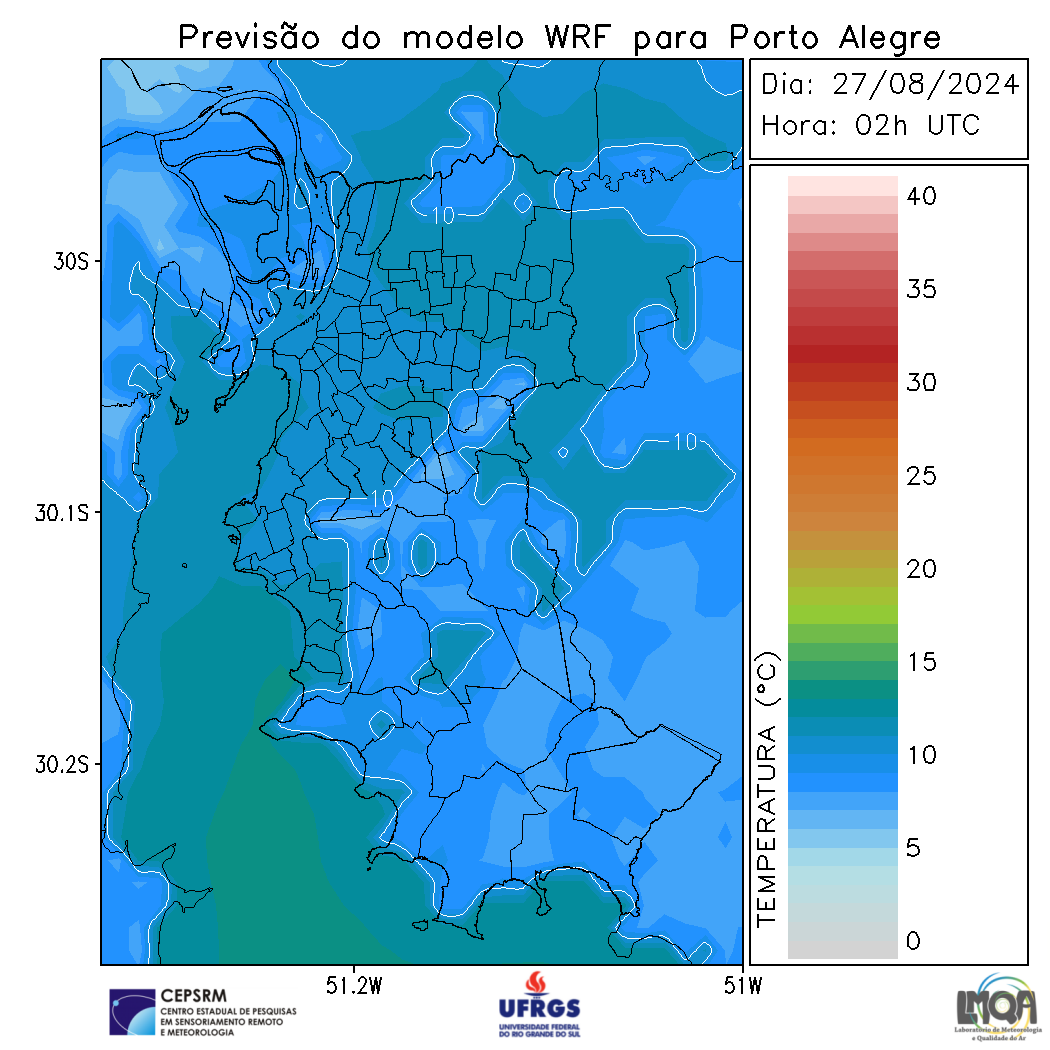 Previsão do modelo WRF para Porto Alegre
Dia: 27/08/2024
Hora: 02h UTC
40
35
30
25
20
15
10
5
0
TEMPERATURA (°C)
30S
30.1S
30.2S
51.2W
51W
10
10
10
CEPSRM
CENTRO ESTADUAL DE PESQUISAS
EM SENSORIAMENTO REMOTO
E METEOROLOGIA
UFRGS
UNIVERSIDADE FEDERAL
DO RIO GRANDE DO SUL
LMQA
Laboratório de Meteorologia
e Qualidade do Ar